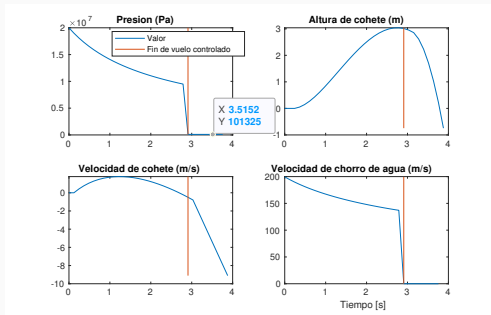 Presion (Pa)
×10^7
2
1.5
1
0.5
0
0 1 2 3 4
Valor
Fin de vuelo controlado
X 3.5152
Y 101325
Altura de cohete (m)
3
2
1
0
-1
0 1 2 3 4
Velocidad de cohete (m/s)
0
-2
-4
-6
-8
-10
0 1 2 3 4
Velocidad de chorro de agua (m/s)
200
150
100
50
0
0 1 2 3 4
Tiempo [s]